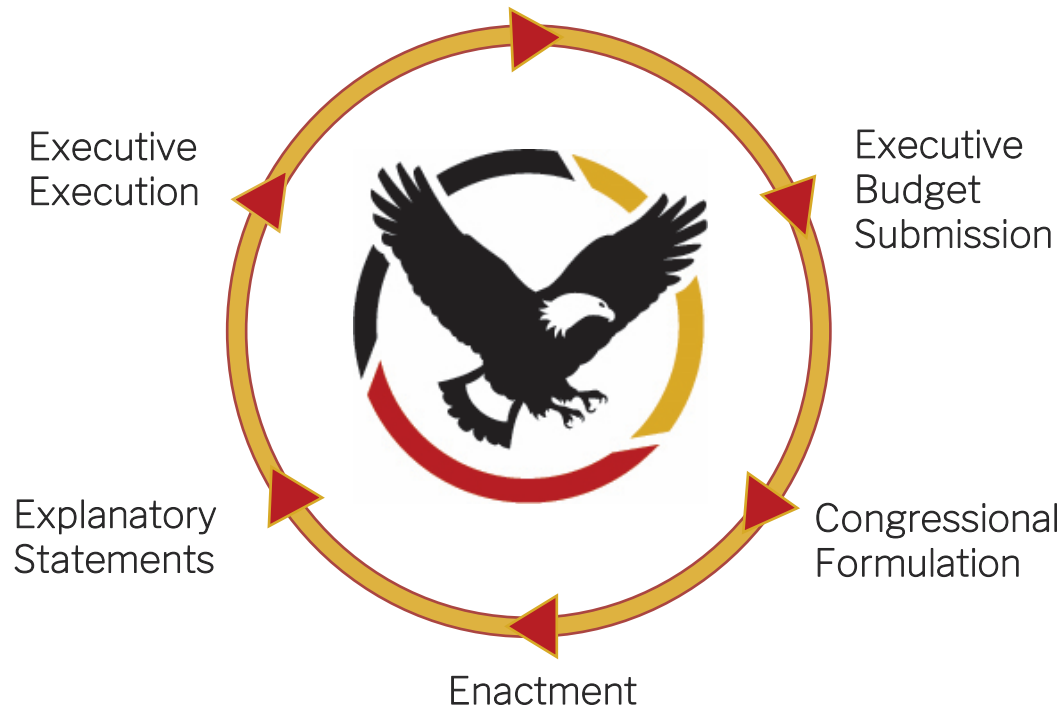 Executive
Execution
Executive
Budget
Submission
Explanatory
Statements
Congressional
Formulation
Enactment